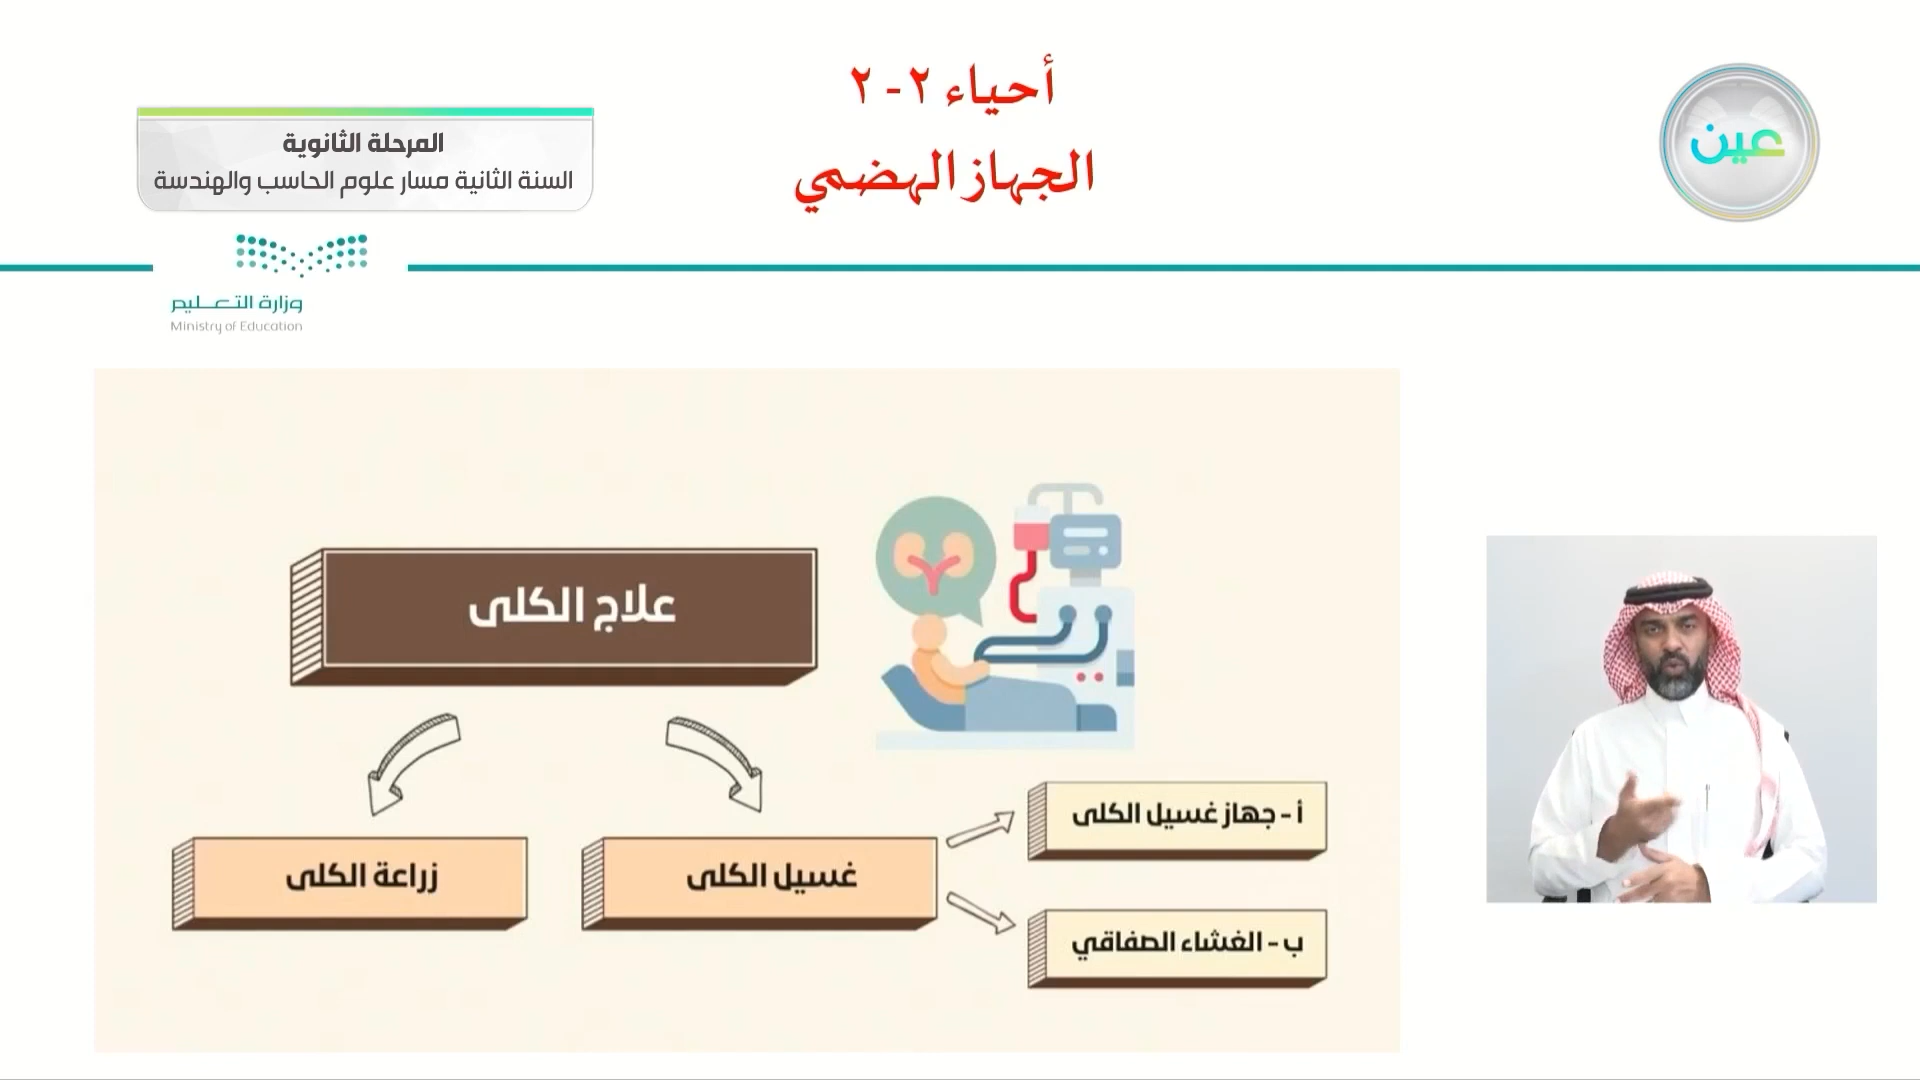 أحياء ٢-٢
الجهاز الهضمي
عين
المرحلة الثانوية
السنة الثانية مسار علوم الحاسب والهندسة
وزارة التعليم
Ministry of Education
علاج الكلى
غسيل الكلى
زراعة الكلى
أ - جهاز غسيل الكلى
ب - الغشاء الصفاقي